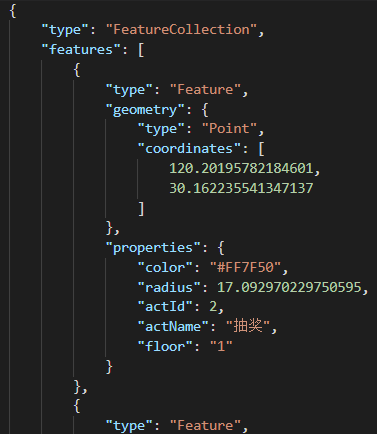 {
"type": "FeatureCollection",
"features": [
{
"type": "Feature",
"geometry": {
"type": "Point",
"coordinates": [
120.20195782184601,
30.162235541347137
]
},
"properties": {
"color": "#FF7F50",
"radius": 17.092970229750595,
"actId": 2,
"actName": "抽奖",
"floor": "1"
}
},
{
"type": "Feature",